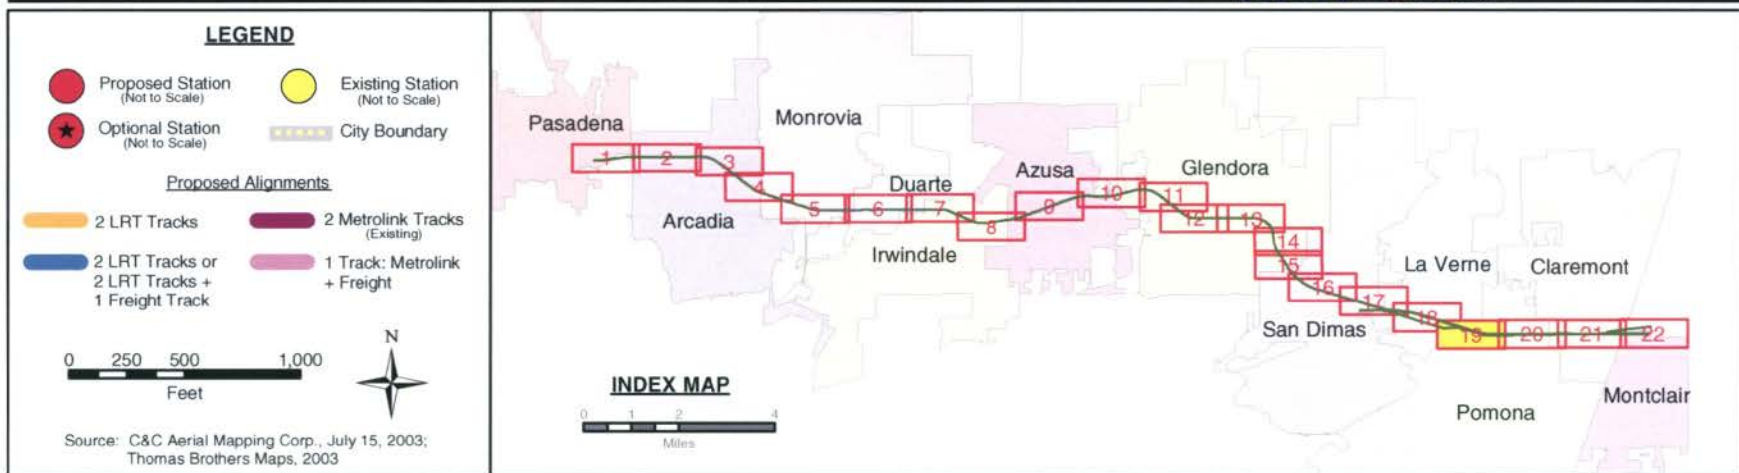 LEGEND
Proposed Station
(Not to Scale)
Existing Station
(Not to Scale)
Optional Station
(Not to Scale)
City Boundary
Proposed Alignments
2 LRT Tracks
2 Metrolink Tracks
(Existing)
2 LRT Tracks or
2 LRT Tracks +
1 Freight Track
1 Track: Metrolink
+ Freight
N
0 250 500 1,000
Feet
Source: C&C Aerial Mapping Corp., July 15, 2003;
Thomas Brothers Maps, 2003
Pasadena
Monrovia
Arcadia
Duarte
Irwindale
Azusa
Glendora
San Dimas
La Verne
Claremont
Pomona
Montclair
1 2 3
4
5 6 7
8
9
10
11
12 13
14
15
16
17
18
19 20 21 22
INDEX MAP
0 1 2 4
Miles